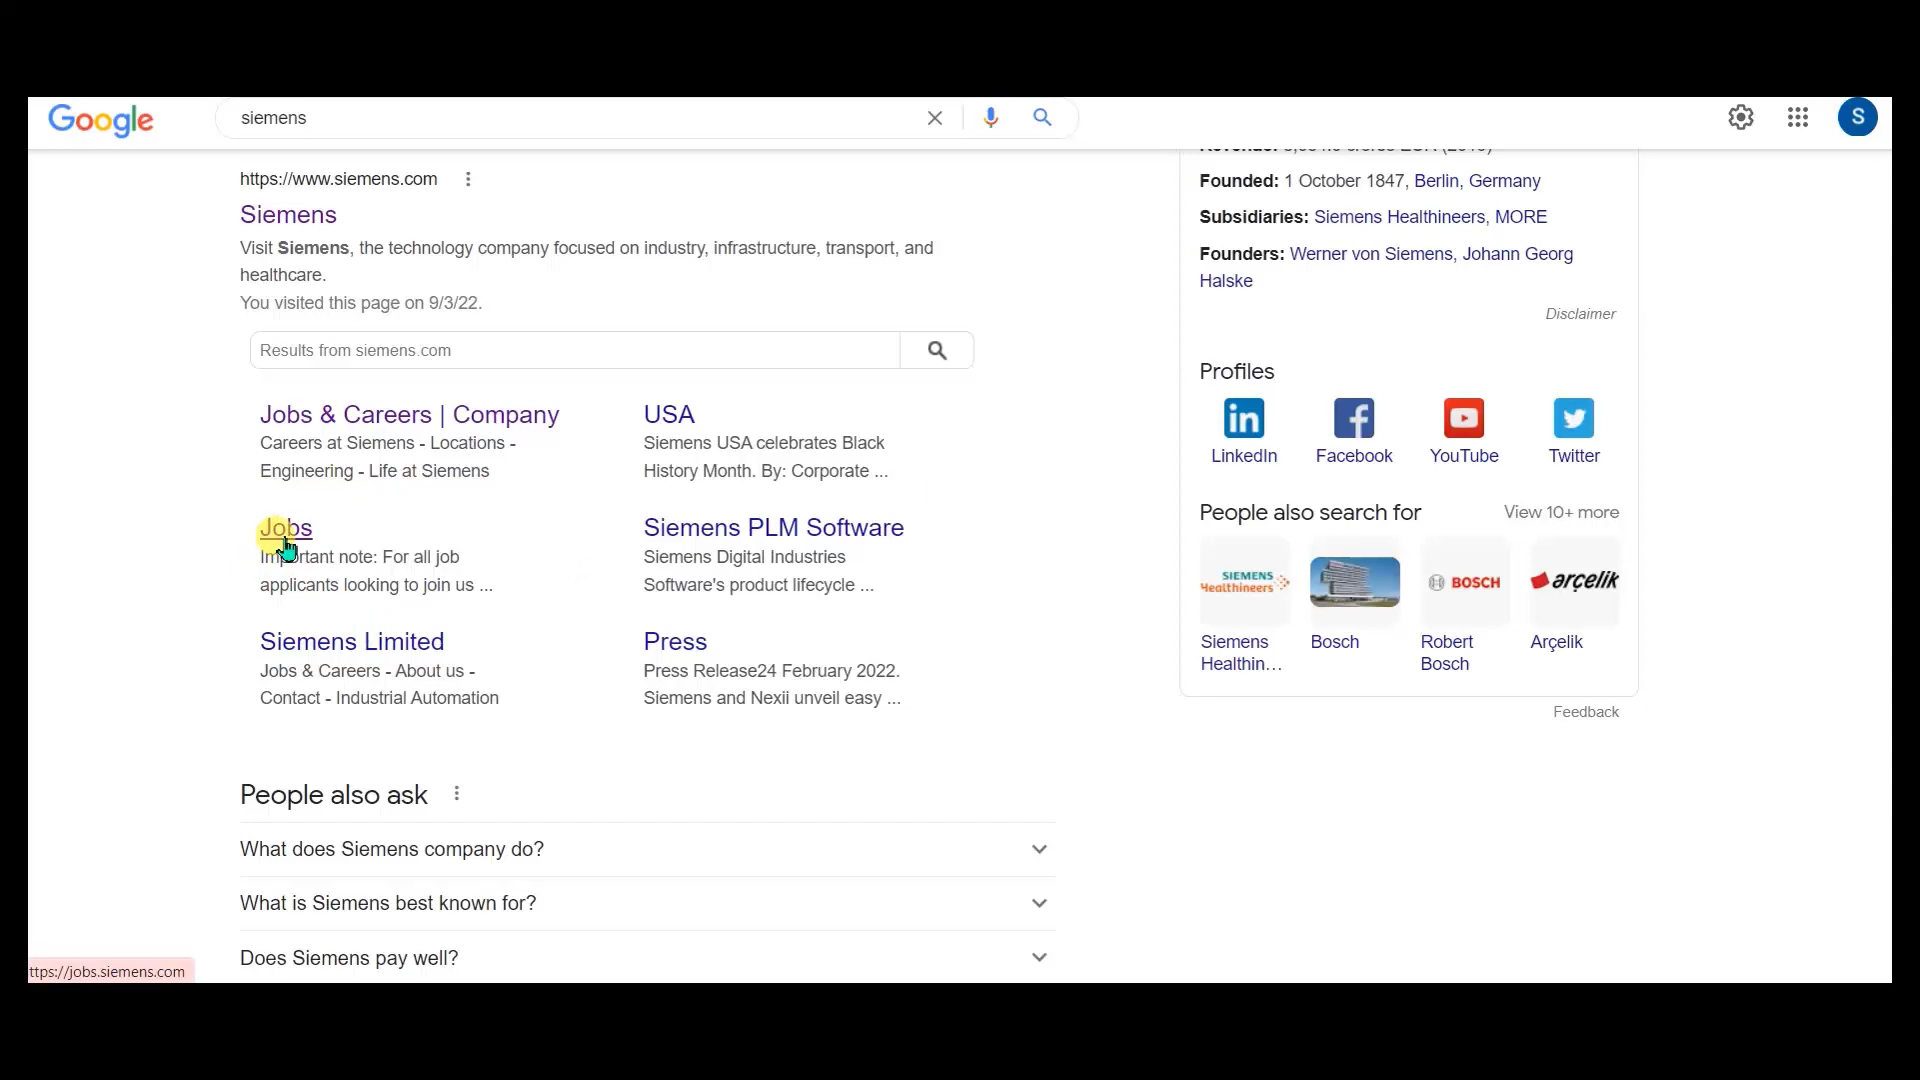 Google
siemens
S
https://www.siemens.com
Siemens
Visit Siemens, the technology company focused on industry, infrastructure, transport, and
healthcare.
You visited this page on 9/3/22.
Results from siemens.com
Jobs & Careers | Company
Careers at Siemens - Locations -
Engineering - Life at Siemens
USA
Siemens USA celebrates Black
History Month. By: Corporate ...
Jobs
Important note: For all job
applicants looking to join us ...
Siemens PLM Software
Siemens Digital Industries
Software's product lifecycle ...
Siemens Limited
Jobs & Careers - About us -
Contact - Industrial Automation
Press
Press Release24 February 2022.
Siemens and Nexii unveil easy ...
People also ask
What does Siemens company do?
What is Siemens best known for?
Does Siemens pay well?
ttps://jobs.siemens.com
Founded: 1 October 1847, Berlin, Germany
Subsidiaries: Siemens Healthineers, MORE
Founders: Werner von Siemens, Johann Georg
Halske
Disclaimer
Profiles
in
LinkedIn
Facebook
YouTube
Twitter
People also search for
View 10+ more
SIEMENS
Healthineers
BOSCH
arçelik
Siemens
Healthin...
Bosch
Robert
Bosch
Arçelik
Feedback